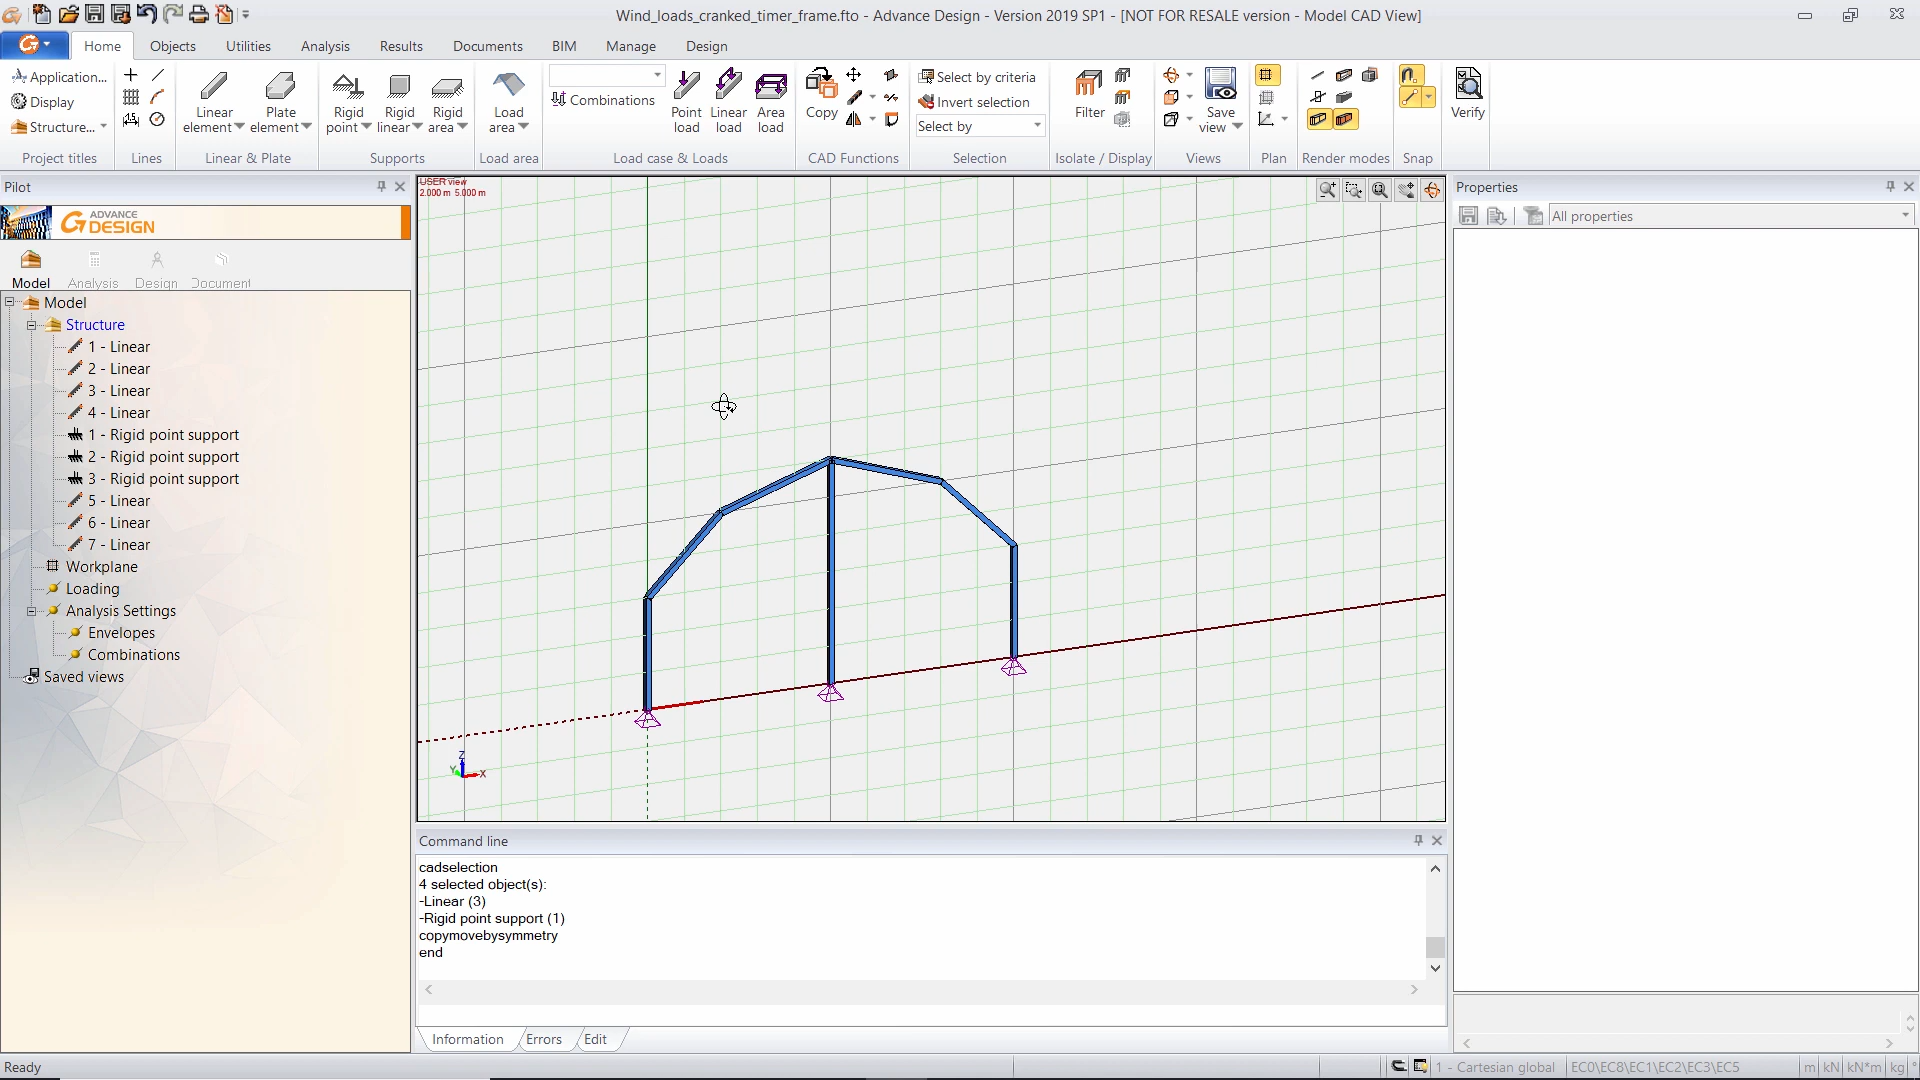 Wind_loads_cranked_timer_frame.fto - Advance Design - Version 2019 SP1 - [NOT FOR RESALE version - Model CAD View]
Home
Objects
Utilities
Analysis
Results
Documents
BIM
Manage
Design
Application...
Display
Structure...
Project titles
Lines
Linear element
Plate element
Linear & Plate
Rigid point
Rigid linear
Rigid area
Supports
Load area
Load area
Combinations
Point load
Linear load
Area load
Load case & Loads
Copy
CAD Functions
Select by criteria
Invert selection
Select by
Selection
Filter
Isolate / Display
Save view
Views
Plan
Render modes
Snap
Verify
Pilot
ADVANCE
DESIGN
Model
Analysis
Design
Document
Model
Structure
1 - Linear
2 - Linear
3 - Linear
4 - Linear
1 - Rigid point support
2 - Rigid point support
3 - Rigid point support
5 - Linear
6 - Linear
7 - Linear
Workplane
Loading
Analysis Settings
Envelopes
Combinations
Saved views
USER view
2.000 m 5.000 m
Z
Y
X
Properties
All properties
Command line
cadselection
4 selected object(s):
-Linear (3)
-Rigid point support (1)
copymovebysymmetry
end
Information
Errors
Edit
Ready
1 - Cartesian global
EC0\EC8\EC1\EC2\EC3\EC5
m
kN
kN*m
kg
°